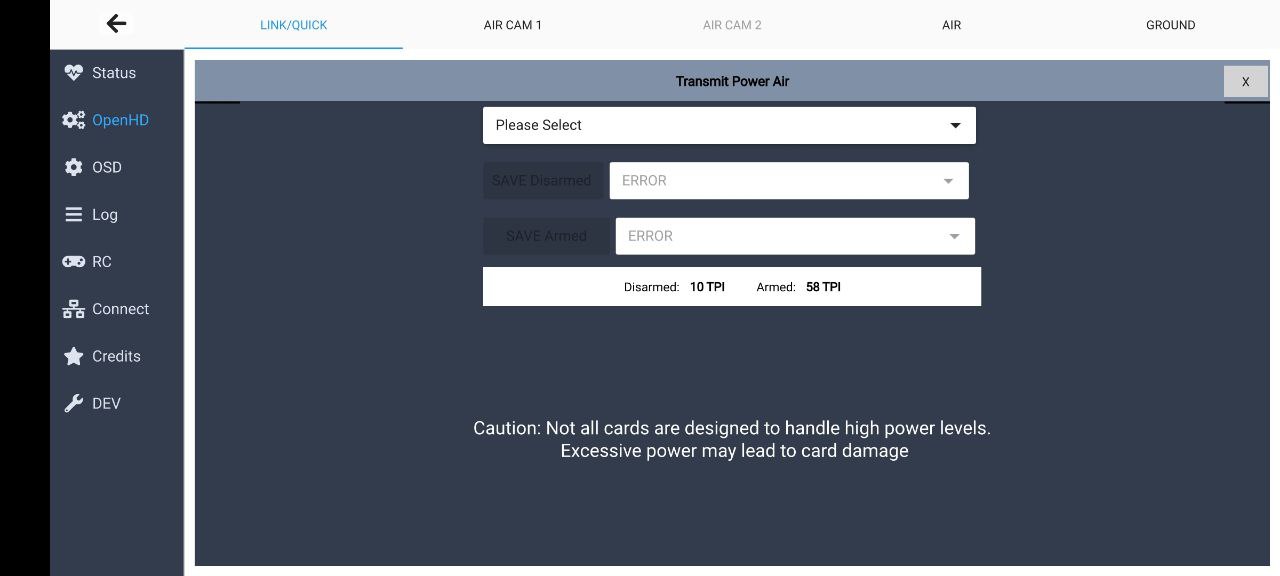 LINK/QUICK AIR CAM 1 AIR CAM 2 AIR GROUND
Status
OpenHD
OSD
Log
RC
Connect
Credits
DEV
Transmit Power Air X
Please Select
SAVE Disarmed ERROR
SAVE Armed ERROR
Disarmed: 10 TPI Armed: 58 TPI
Caution: Not all cards are designed to handle high power levels.
Excessive power may lead to card damage